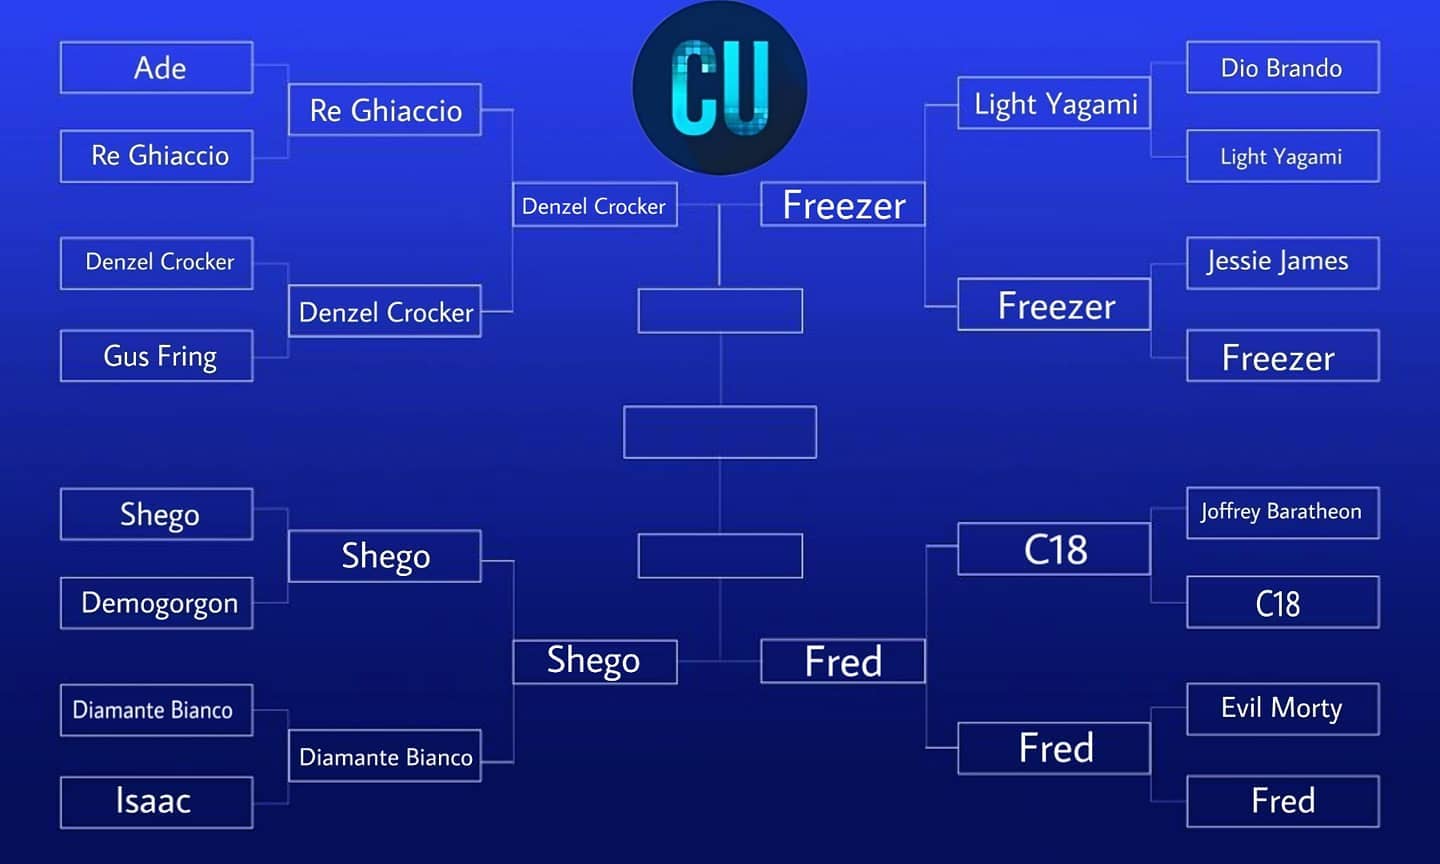 CU
Ade
Re Ghiaccio
Re Ghiaccio
Denzel Crocker
Denzel Crocker
Gus Fring
Denzel Crocker
Shego
Shego
Demogorgon
Diamante Bianco
Diamante Bianco
Isaac
Shego
Freezer
Light Yagami
Dio Brando
Light Yagami
Freezer
Jessie James
Freezer
Fred
C18
Joffrey Baratheon
C18
Fred
Evil Morty
Fred